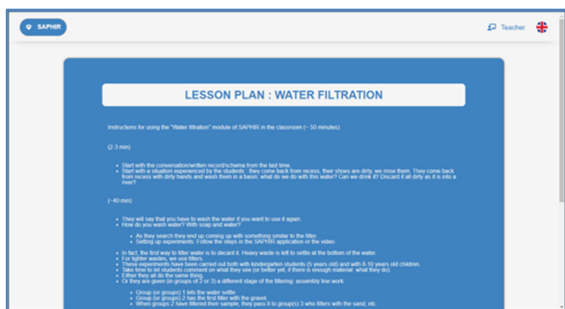 SAPHIR
Teacher
LESSON PLAN : WATER FILTRATION
Instructions for using the "Water filtration" module of SAPHIR in the classroom (~ 50 minutes)
(2-3 min)
Start with the conversation/written record/schema from the last time.
Start with a situation experienced by the students : they come back from recess, their shoes are dirty, we rinse them. They come back
from recess with dirty hands and wash them in a basin: what do we do with this water? Can we drink it? Discard it all dirty as it is into a
river?
(~40 min)
They will say that you have to wash the water if you want to use it again.
How do you wash water? With soap and water?
As they search they end up coming up with something similar to the filter.
Setting up experiments: Follow the steps in the SAPHIR application or the video.
In fact, the first way to filter water is to decant it. Heavy waste is left to settle at the bottom of the water.
For lighter wastes, we use filters.
These experiments have been carried out both with kindergarten students (5 years old) and with 8-10 years old children.
Take time to let students comment on what they see (or better yet, if there is enough material: what they do).
Either they all do the same thing.
Or they are given (in groups of 2 or 3) a different stage of the filtering: assembly line work
Group (or groups) 1 lets the water settle
Group (or groups) 2 has the first filter with the gravel.
When groups 2 have filtered their sample, they pass it to group(s) 3 who filters with the sand, etc.